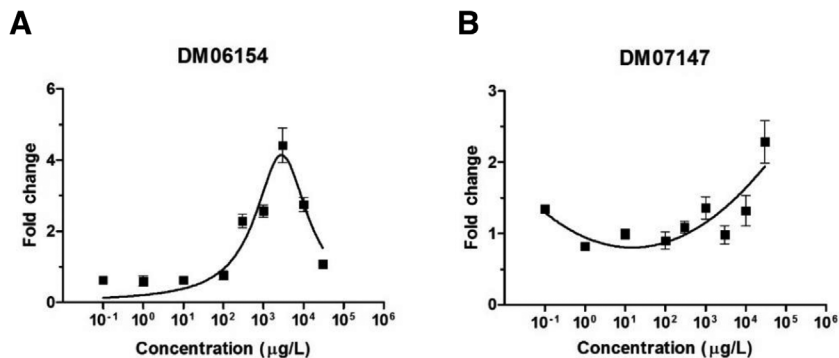 A
DM06154
Fold change
6
4
2
0
10⁻¹ 10⁰ 10¹ 10² 10³ 10⁴ 10⁵ 10⁶
Concentration (μg/L)
B
DM07147
Fold change
3
2
1
0
10⁻¹ 10⁰ 10¹ 10² 10³ 10⁴ 10⁵ 10⁶
Concentration (μg/L)